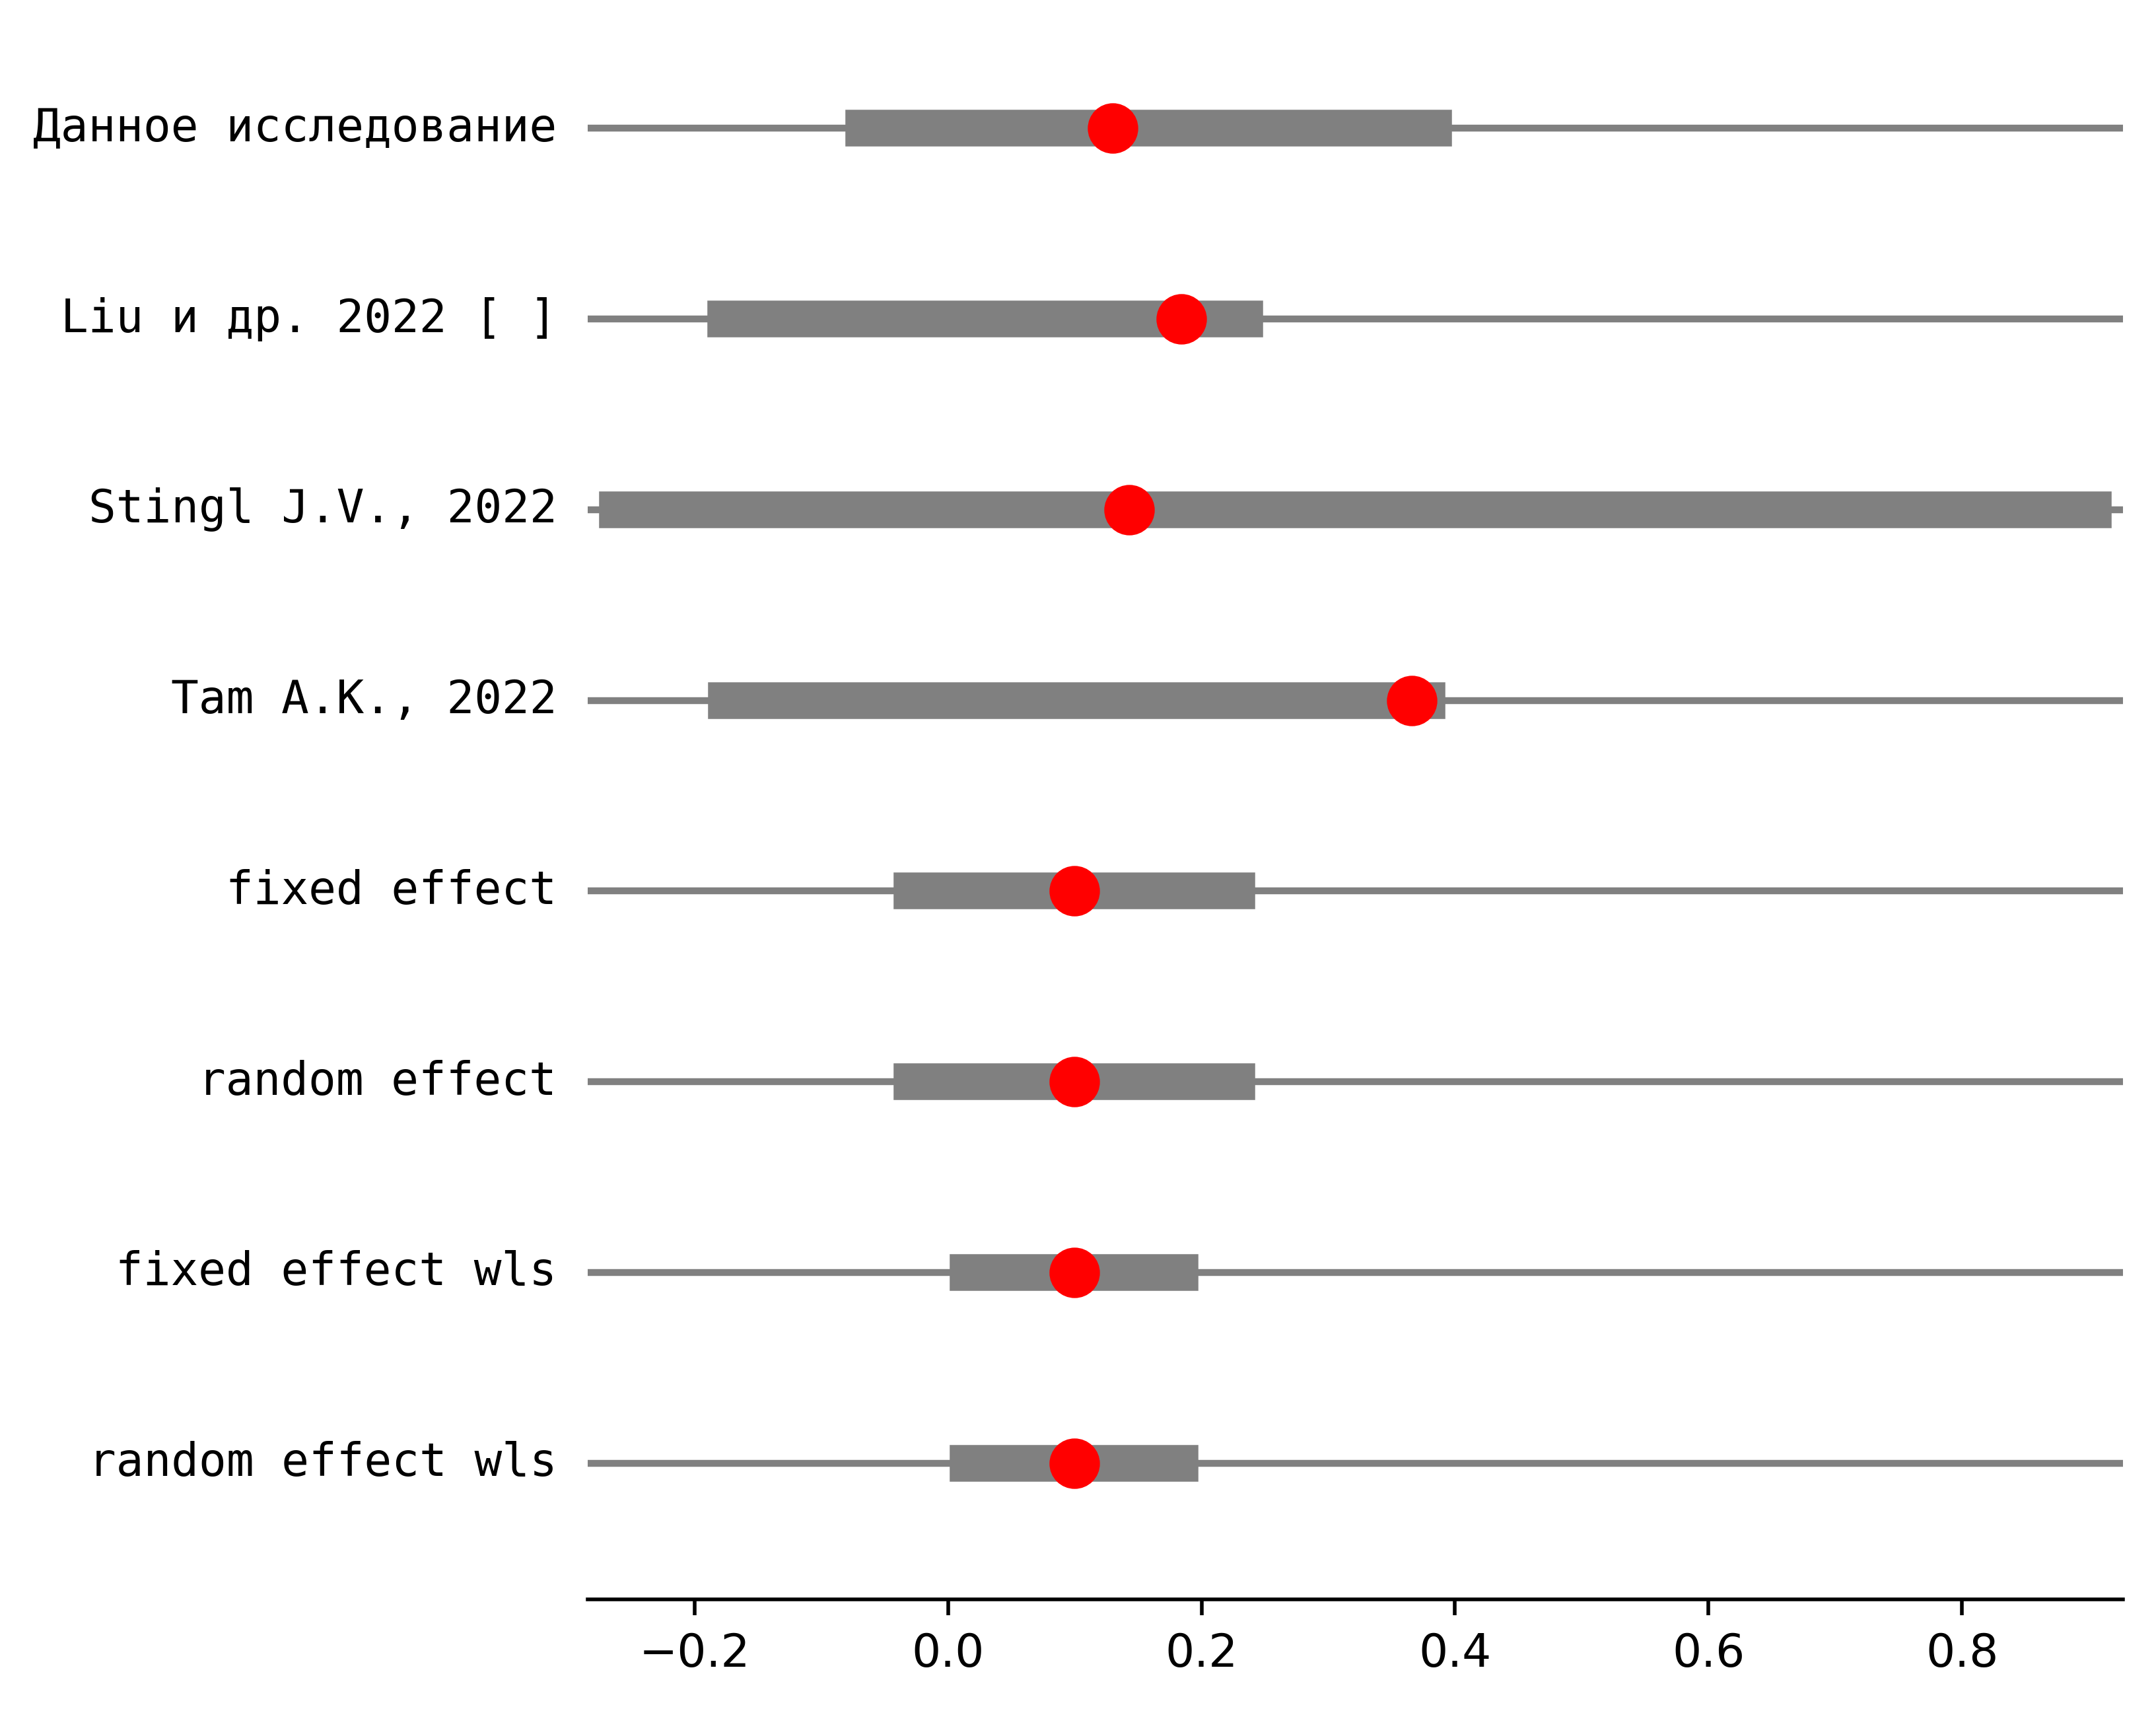 Данное исследование
Liu и др. 2022 [ ]
Stingl J.V., 2022
Tam A.K., 2022
fixed effect
random effect
fixed effect wls
random effect wls
−0.2 0.0 0.2 0.4 0.6 0.8